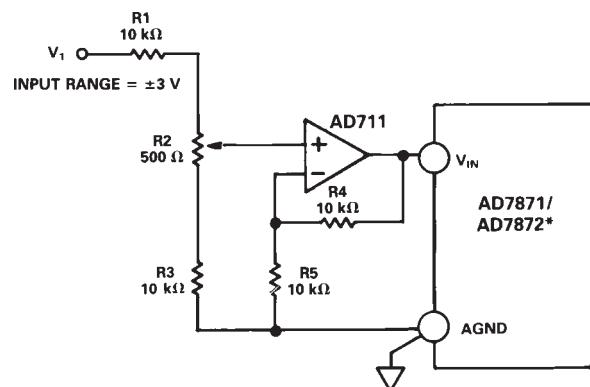 R1
10 kΩ
V1
INPUT RANGE = ±3 V
AD711
R2
500 Ω
+
–
VIN
R4
10 kΩ
AD7871/
AD7872*
R3
10 kΩ
R5
10 kΩ
AGND